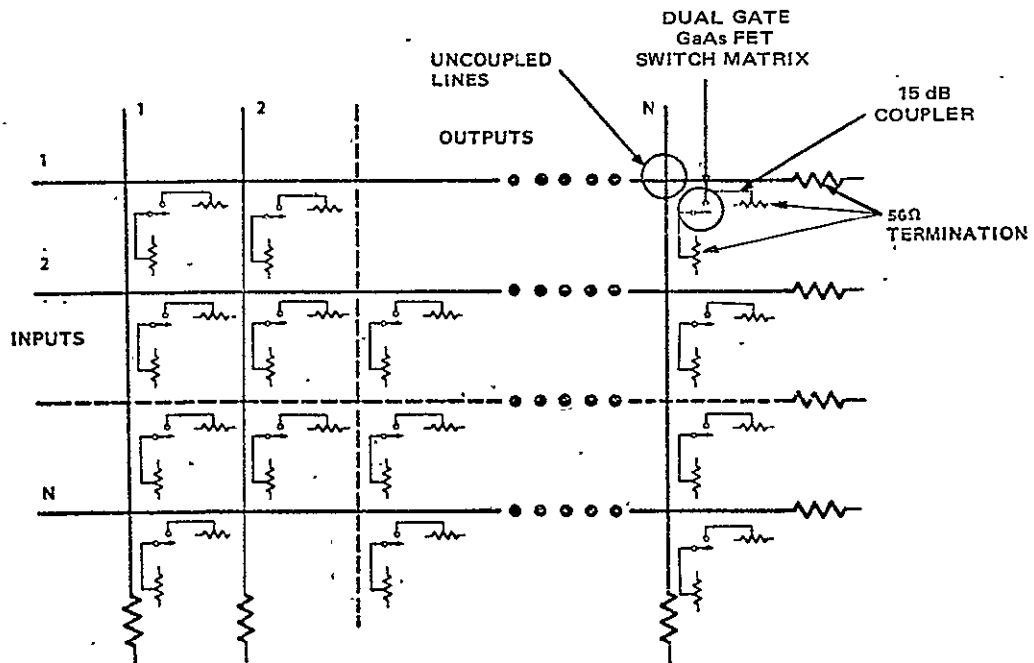 DUAL GATE
GaAs FET
SWITCH MATRIX
UNCOUPLED
LINES
15 dB
COUPLER
1
2
N
OUTPUTS
1
56Ω
TERMINATION
2
INPUTS
N